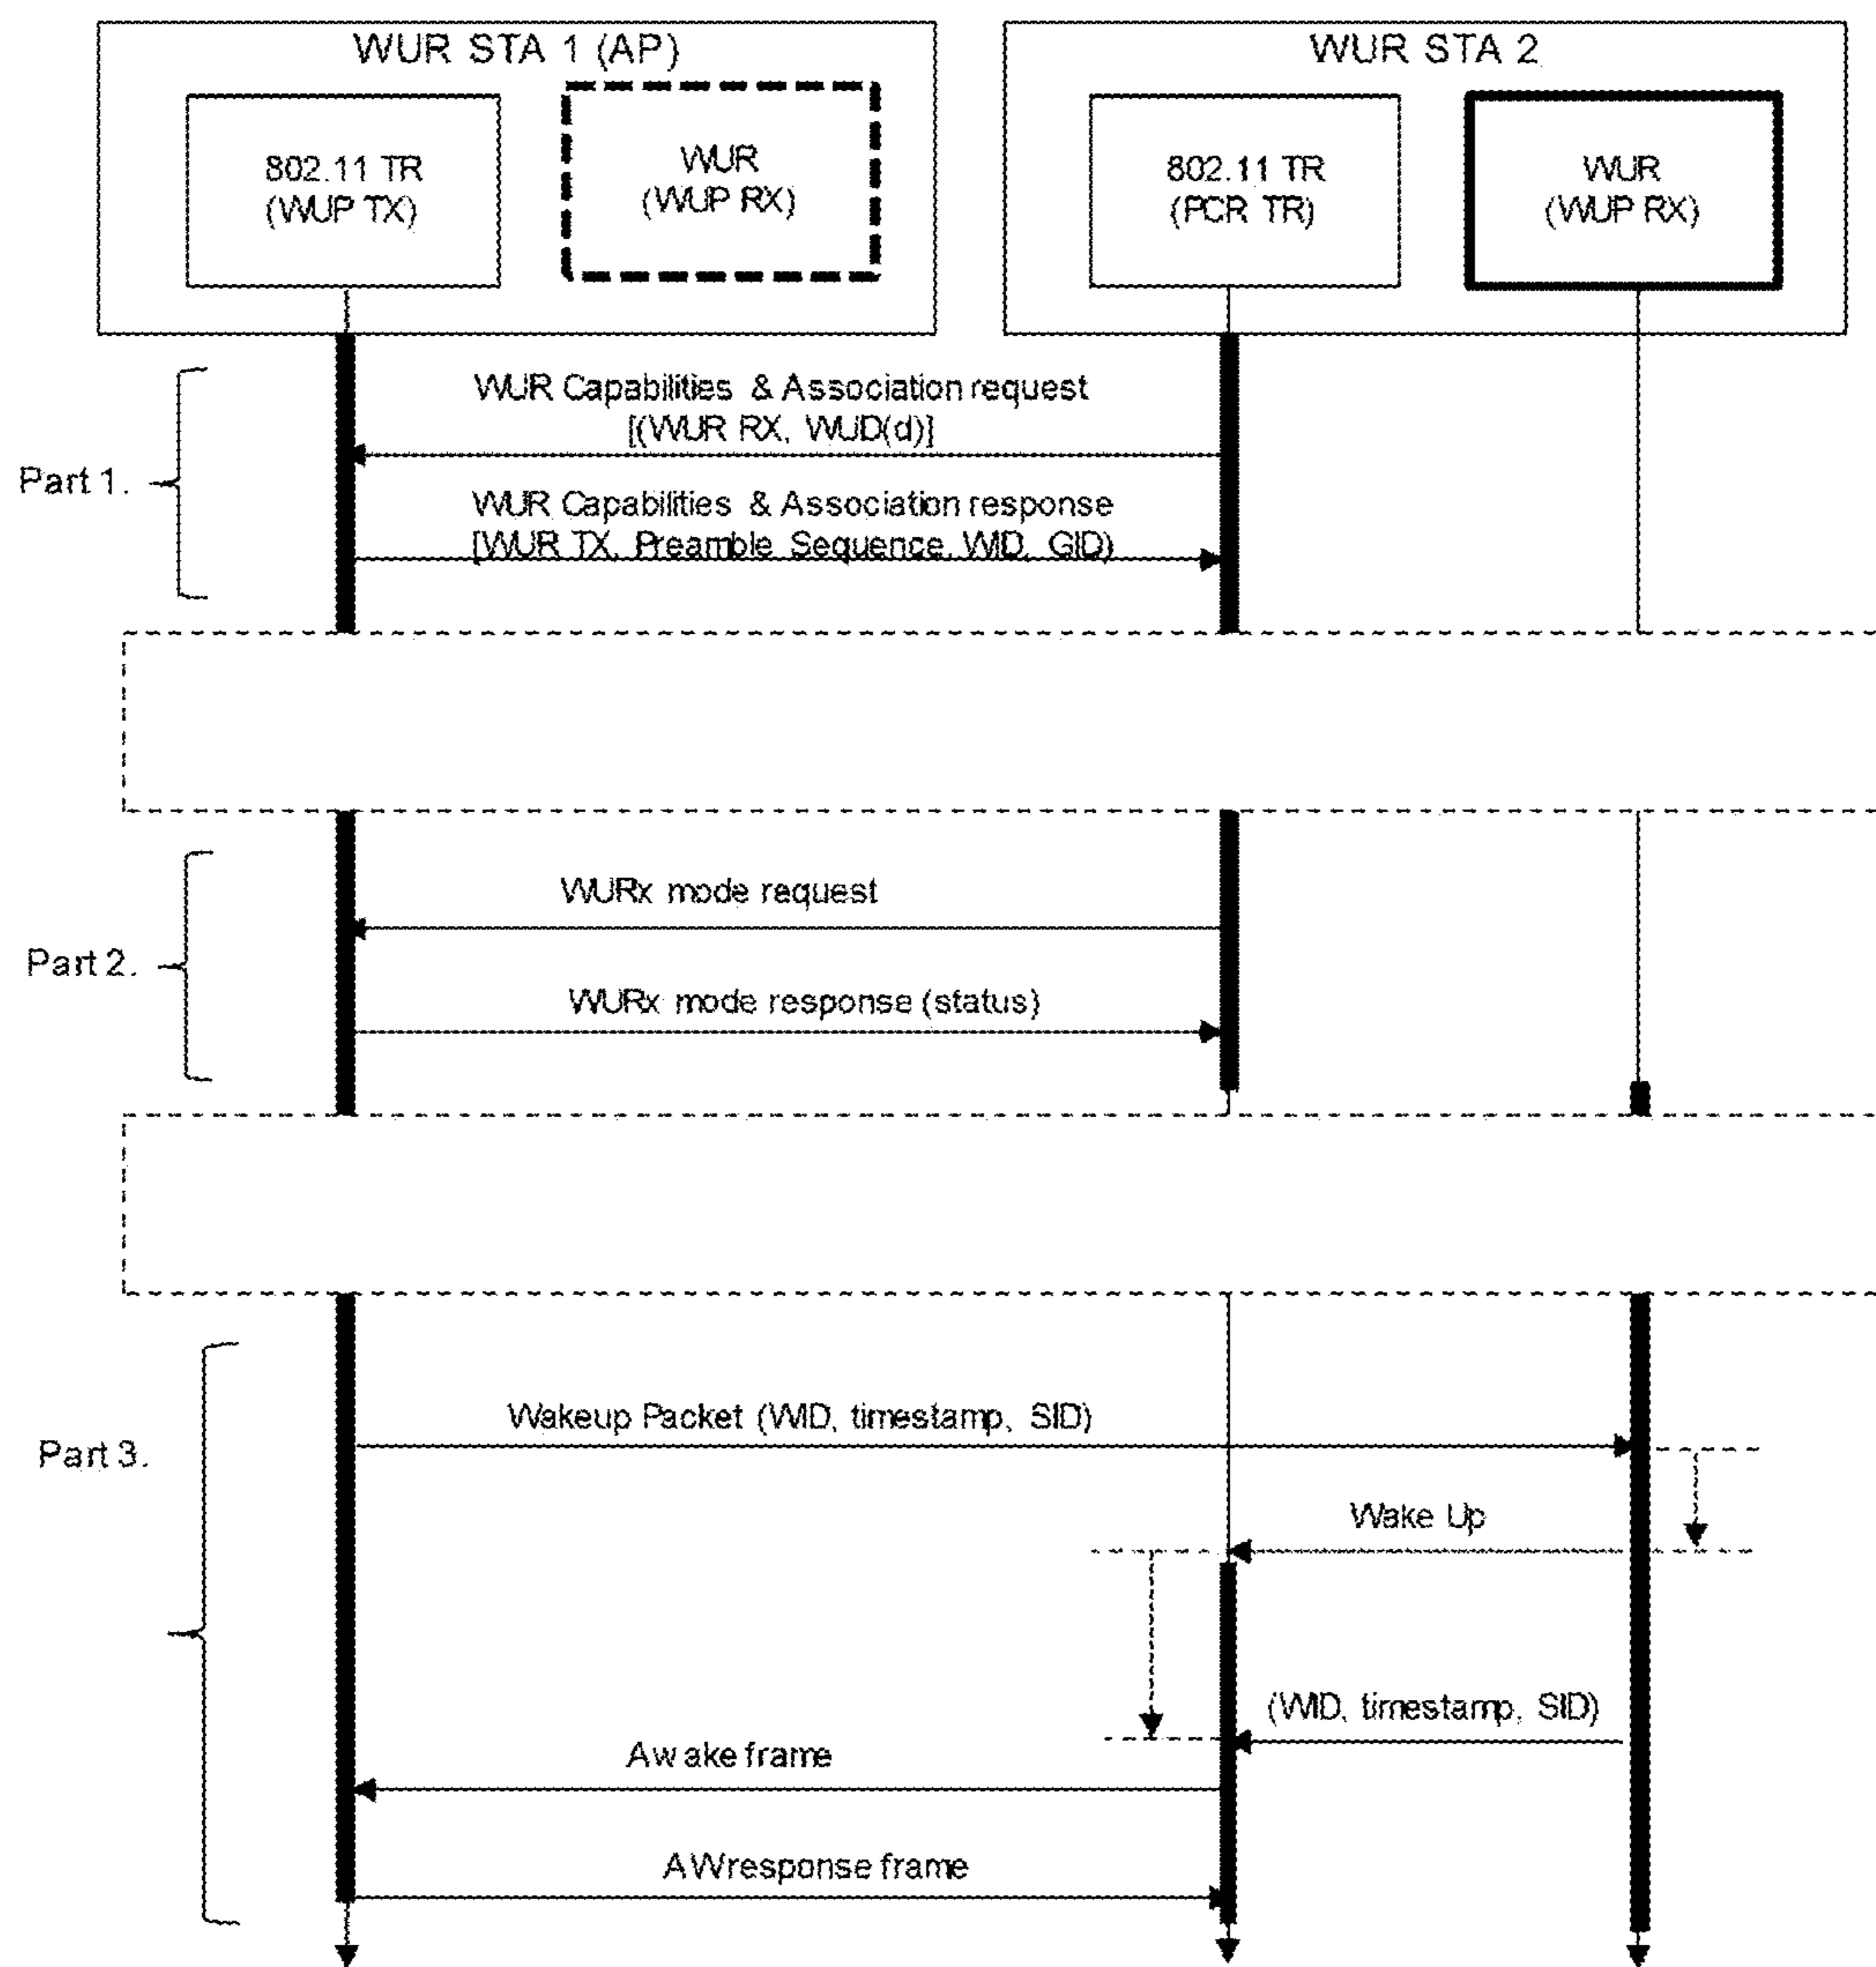 WUR STA 1 (AP)
802.11 TR
(WUP TX)
WUR
(WUP RX)
WUR STA 2
802.11 TR
(PCR TR)
WUR
(WUP RX)
Part 1.
WUR Capabilities & Association request
[(WUR RX, WUD(d)]
WUR Capabilities & Association response
[WUR TX, Preamble Sequence, WID, GID)
Part 2.
WURx mode request
WURx mode response (status)
Part 3.
Wakeup Packet (WID, timestamp, SID)
Wake Up
(WID, timestamp, SID)
Awake frame
AWresponse frame